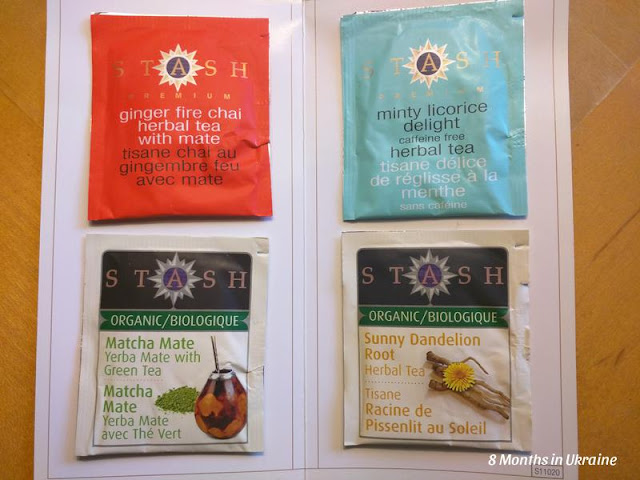 STASH
PREMIUM
ginger fire chai
herbal tea
with mate
tisane chai au
gingembre feu
avec mate
STASH
PREMIUM
minty licorice
delight
caffeine free
herbal tea
tisane délice
de réglisse à la
menthe
sans caféine
STASH
ORGANIC/BIOLOGIQUE
Matcha Mate
Yerba Mate with
Green Tea
Matcha
Mate
Yerba Mate
avec Thé Vert
STASH
ORGANIC/BIOLOGIQUE
Sunny Dandelion
Root
Herbal Tea
Tisane
Racine de
Pissenlit au Soleil
8 Months in Ukraine
S11020